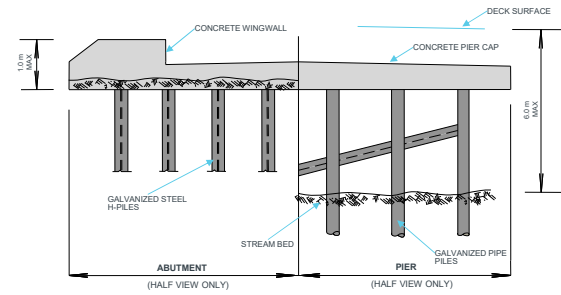 DECK SURFACE
CONCRETE WINGWALL
CONCRETE PIER CAP
1.0 m
MAX
6.0 m
MAX
GALVANIZED STEEL
H-PILES
STREAM BED
GALVANIZED PIPE
PILES
ABUTMENT
PIER
(HALF VIEW ONLY)
(HALF VIEW ONLY)